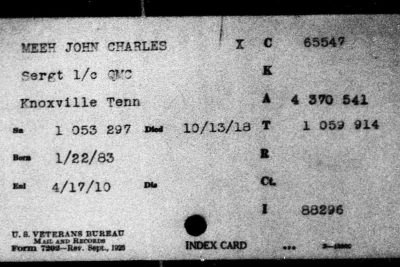 MEEH JOHN CHARLES X C 65547
Sergt 1/c QMC K
Knoxville Tenn A 4 370 541
Sn 1 053 297 Died 10/13/18 T 1 059 914
Born 1/22/83 R
Enl 4/17/10 Dis Ct.
I 88296
U. S. VETERANS BUREAU
MAIL AND RECORDS
Form 7202—Rev. Sept., 1925
INDEX CARD